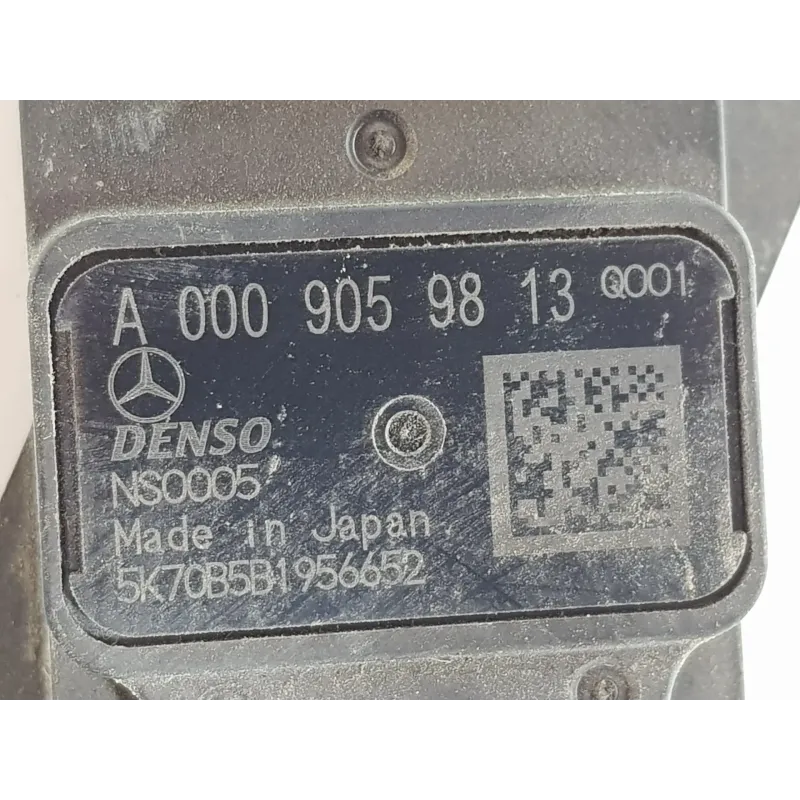 A 000 905 98 13 Q001
DENSO
NS0005
Made in Japan
5K70B5B1956652